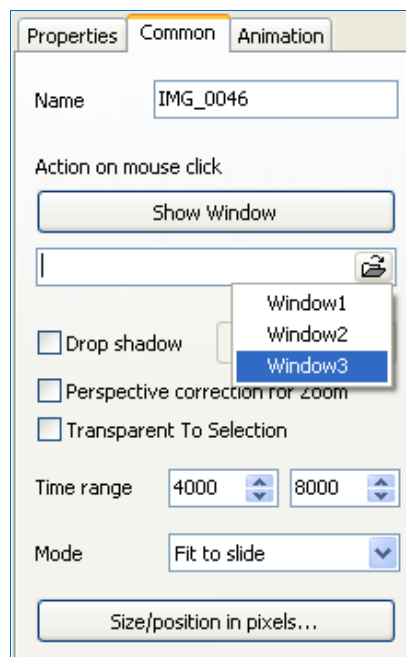 Properties Common Animation
Name IMG_0046
Action on mouse click
Show Window
Window1
Window2
Drop shadow
Window3
Perspective correction for Zoom
Transparent To Selection
Time range 4000 8000
Mode Fit to slide
Size/position in pixels...